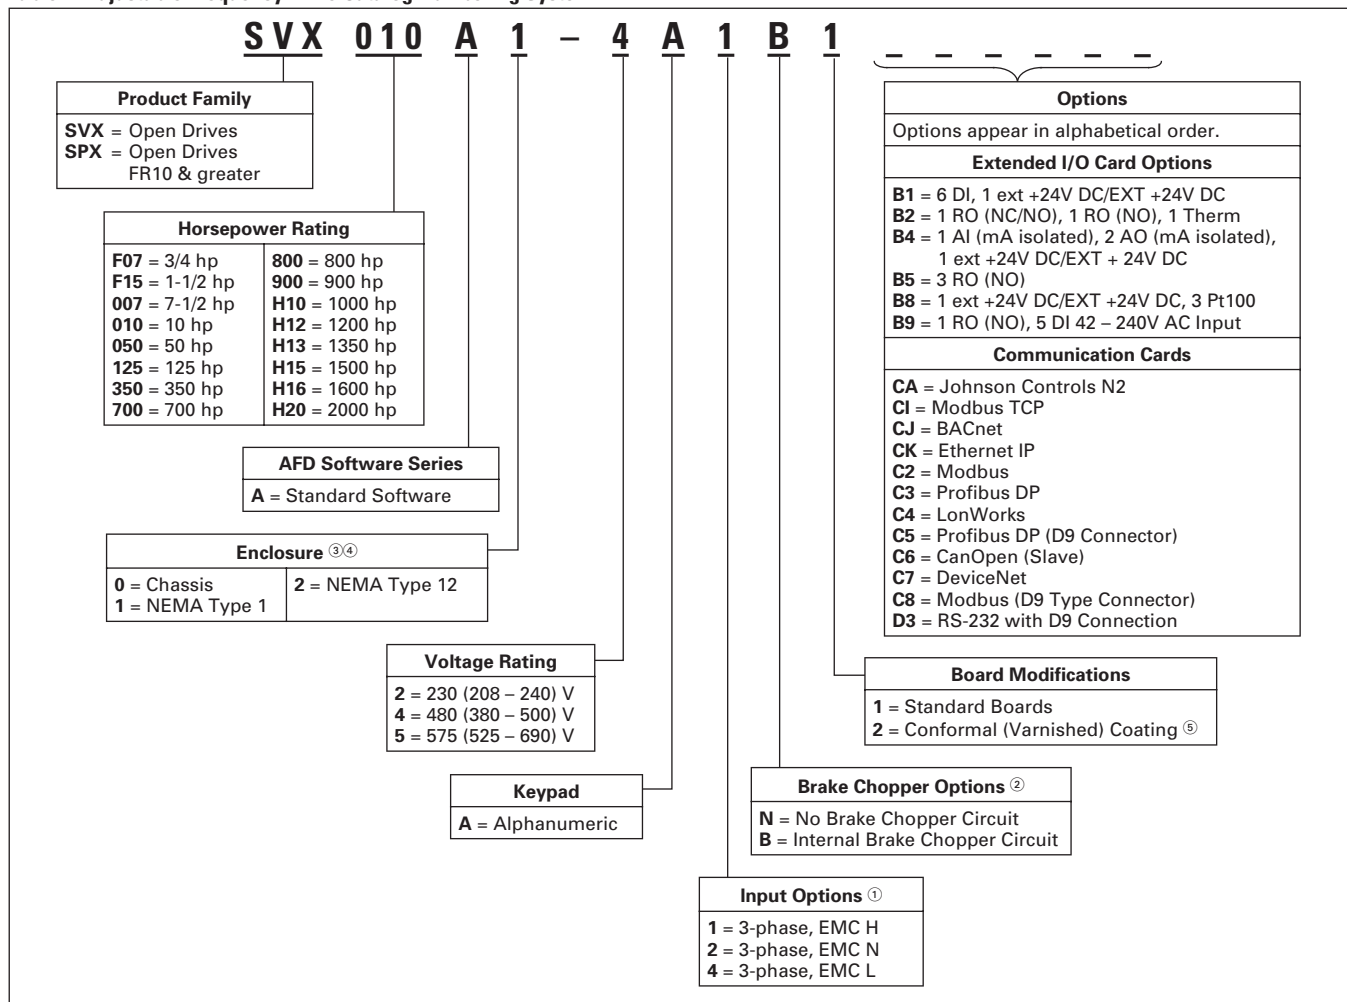 SVX 010 A 1 – 4 A 1 B 1 _ _ _ _ _ _
Product Family
SVX = Open Drives
SPX = Open Drives
FR10 & greater
Horsepower Rating
F07 = 3/4 hp
F15 = 1-1/2 hp
007 = 7-1/2 hp
010 = 10 hp
050 = 50 hp
125 = 125 hp
350 = 350 hp
700 = 700 hp
800 = 800 hp
900 = 900 hp
H10 = 1000 hp
H12 = 1200 hp
H13 = 1350 hp
H15 = 1500 hp
H16 = 1600 hp
H20 = 2000 hp
AFD Software Series
A = Standard Software
Enclosure ③④
0 = Chassis
1 = NEMA Type 1
2 = NEMA Type 12
Voltage Rating
2 = 230 (208 – 240) V
4 = 480 (380 – 500) V
5 = 575 (525 – 690) V
Keypad
A = Alphanumeric
Input Options ①
1 = 3-phase, EMC H
2 = 3-phase, EMC N
4 = 3-phase, EMC L
Brake Chopper Options ②
N = No Brake Chopper Circuit
B = Internal Brake Chopper Circuit
Board Modifications
1 = Standard Boards
2 = Conformal (Varnished) Coating ⑤
Options
Options appear in alphabetical order.
Extended I/O Card Options
B1 = 6 DI, 1 ext +24V DC/EXT +24V DC
B2 = 1 RO (NC/NO), 1 RO (NO), 1 Therm
B4 = 1 AI (mA isolated), 2 AO (mA isolated),
1 ext +24V DC/EXT + 24V DC
B5 = 3 RO (NO)
B8 = 1 ext +24V DC/EXT +24V DC, 3 Pt100
B9 = 1 RO (NO), 5 DI 42 – 240V AC Input
Communication Cards
CA = Johnson Controls N2
CI = Modbus TCP
CJ = BACnet
CK = Ethernet IP
C2 = Modbus
C3 = Profibus DP
C4 = LonWorks
C5 = Profibus DP (D9 Connector)
C6 = CanOpen (Slave)
C7 = DeviceNet
C8 = Modbus (D9 Type Connector)
D3 = RS-232 with D9 Connection